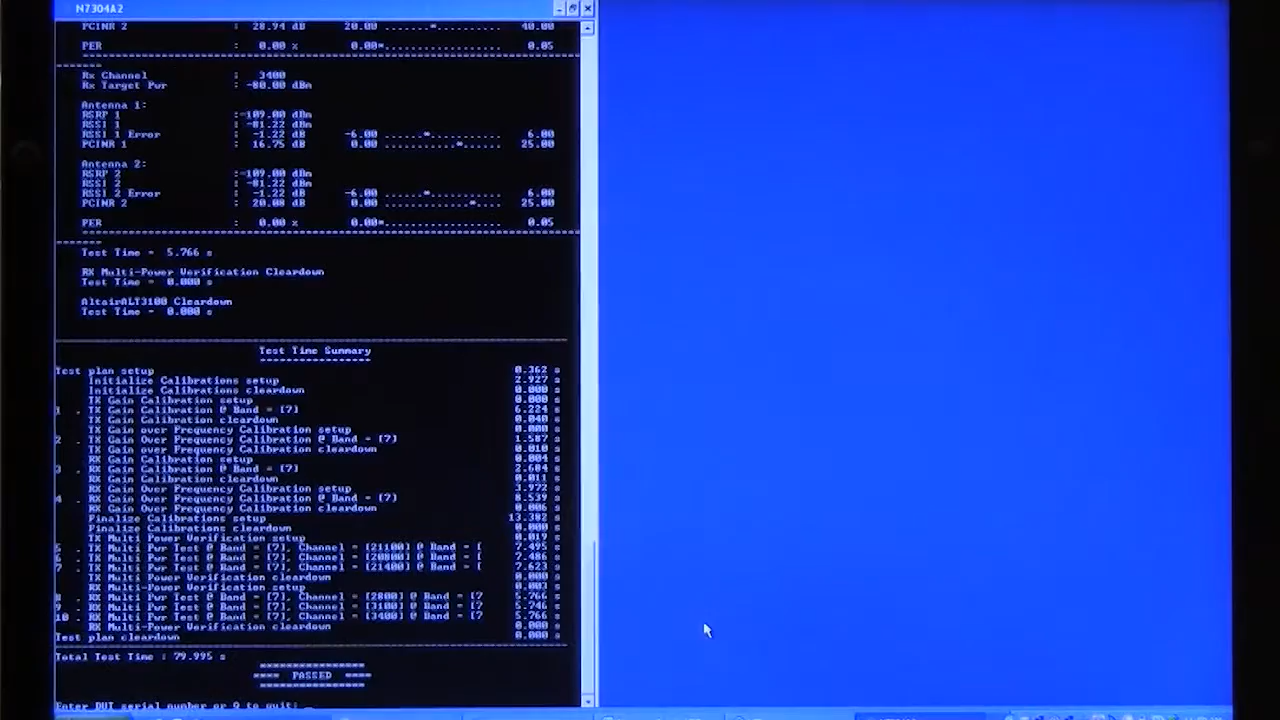 N7304A2
PCINR 2 : 28.94 dB 20.00 ......*...... 40.00
PER : 0.00 % 0.00*............ 0.05
Rx Channel : 3400
Rx Target Pwr : -80.00 dBm
Antenna 1:
RSRP 1 :-109.00 dBm
RSSI 1 : -81.22 dBm
RSSI 1 Error : -1.22 dB -6.00 ......*........... 6.00
PCINR 1 : 16.75 dB 0.00 ...........*...... 25.00
Antenna 2:
RSRP 2 :-109.00 dBm
RSSI 2 : -81.22 dBm
RSSI 2 Error : -1.22 dB -6.00 ......*........... 6.00
PCINR 2 : 20.08 dB 0.00 .............*.... 25.00
PER : 0.00 % 0.00*................. 0.05
Test Time = 5.766 s
RX Multi-Power Verification Cleardown
Test Time = 0.000 s
AltairALT3100 Cleardown
Test Time = 0.000 s
Test Time Summary
Test plan setup 0.362 s
Initialize Calibrations setup 2.927 s
Initialize Calibrations cleardown 0.000 s
TX Gain Calibration setup 0.000 s
1 . TX Gain Calibration @ Band = [7] 6.224 s
TX Gain Calibration cleardown 0.040 s
TX Gain over Frequency Calibration setup 0.000 s
2 . TX Gain Over Frequency Calibration @ Band = [7] 1.587 s
TX Gain Over Frequency Calibration cleardown 0.010 s
RX Gain Calibration setup 0.004 s
3 . RX Gain Calibration @ Band = [7] 2.684 s
RX Gain Calibration cleardown 0.011 s
RX Gain Over Frequency Calibration setup 3.972 s
4 . RX Gain Over Frequency Calibration @ Band = [7] 8.539 s
RX Gain Over Frequency Calibration cleardown 0.006 s
Finalize Calibrations setup 13.382 s
Finalize Calibrations cleardown 0.000 s
TX Multi Power Verification setup 0.019 s
5 . TX Multi Pwr Test @ Band = [7], Channel = [21100] @ Band = [ 7.495 s
6 . TX Multi Pwr Test @ Band = [7], Channel = [20800] @ Band = [ 7.486 s
7 . TX Multi Pwr Test @ Band = [7], Channel = [21400] @ Band = [ 7.623 s
TX Multi Power Verification cleardown 0.000 s
RX Multi-Power Verification setup 0.003 s
8 . RX Multi Pwr Test @ Band = [7], Channel = [2800] @ Band = [7 5.766 s
9 . RX Multi Pwr Test @ Band = [7], Channel = [3100] @ Band = [7 5.746 s
10 . RX Multi Pwr Test @ Band = [7], Channel = [3400] @ Band = [7 5.766 s
RX Multi-Power Verification cleardown 0.000 s
Test plan cleardown 0.000 s
Total Test Time : 79.995 s
==== PASSED ====
Enter DUT serial number or Q to quit: